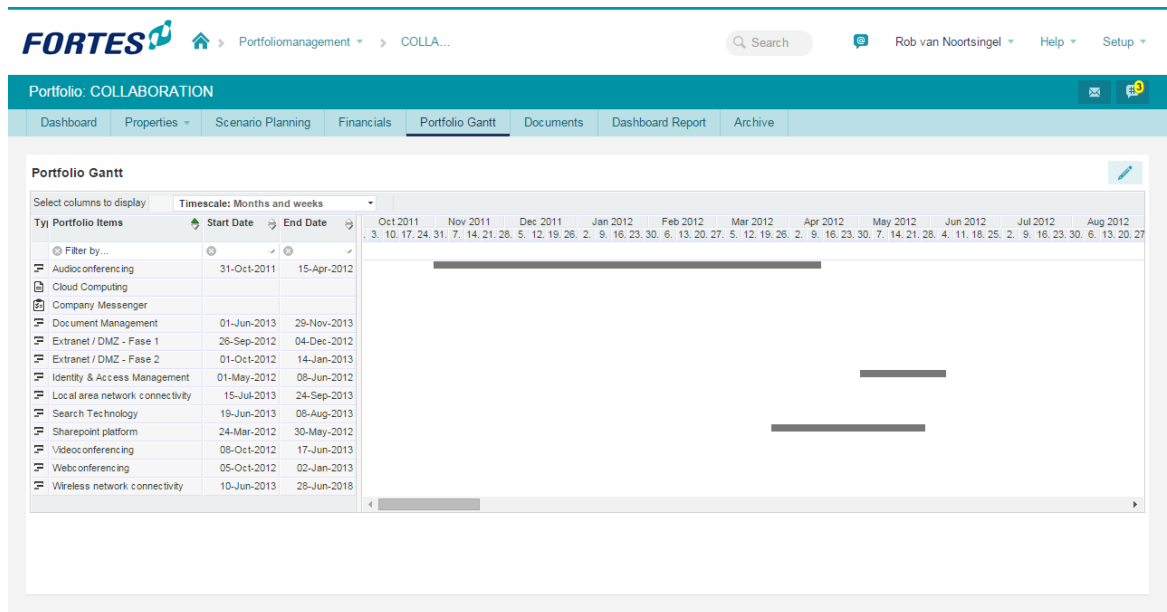 FORTES Portfoliomanagement COLLA... Search Rob van Noortsingel Help Setup
Portfolio: COLLABORATION 3
Dashboard Properties Scenario Planning Financials Portfolio Gantt Documents Dashboard Report Archive
Portfolio Gantt
Select columns to display Timescale: Months and weeks
Ty Portfolio Items Start Date End Date Oct 2011 Nov 2011 Dec 2011 Jan 2012 Feb 2012 Mar 2012 Apr 2012 May 2012 Jun 2012 Jul 2012 Aug 2012
3. 10. 17. 24. 31. 7. 14. 21. 28. 5. 12. 19. 26. 2. 9. 16. 23. 30. 6. 13. 20. 27. 5. 12. 19. 26. 2. 9. 16. 23. 30. 7. 14. 21. 28. 4. 11. 18. 25. 2. 9. 16. 23. 30. 6. 13. 20. 27
Filter by...
Audioconferencing 31-Oct-2011 15-Apr-2012
Cloud Computing
Company Messenger
Document Management 01-Jun-2013 29-Nov-2013
Extranet / DMZ - Fase 1 26-Sep-2012 04-Dec-2012
Extranet / DMZ - Fase 2 01-Oct-2012 14-Jan-2013
Identity & Access Management 01-May-2012 08-Jun-2012
Local area network connectivity 15-Jul-2013 24-Sep-2013
Search Technology 19-Jun-2013 08-Aug-2013
Sharepoint platform 24-Mar-2012 30-May-2012
Videoconferencing 08-Oct-2012 17-Jun-2013
Webconferencing 05-Oct-2012 02-Jan-2013
Wireless network connectivity 10-Jun-2013 28-Jun-2018